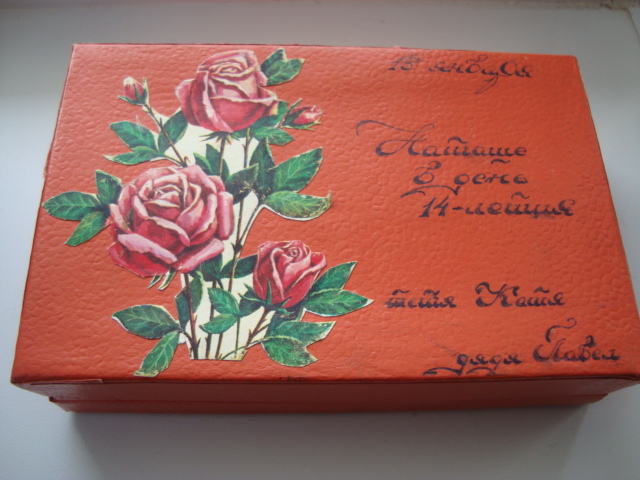 13 января
Наташе
в день
14-летия
тётя Катя
дядя Павел